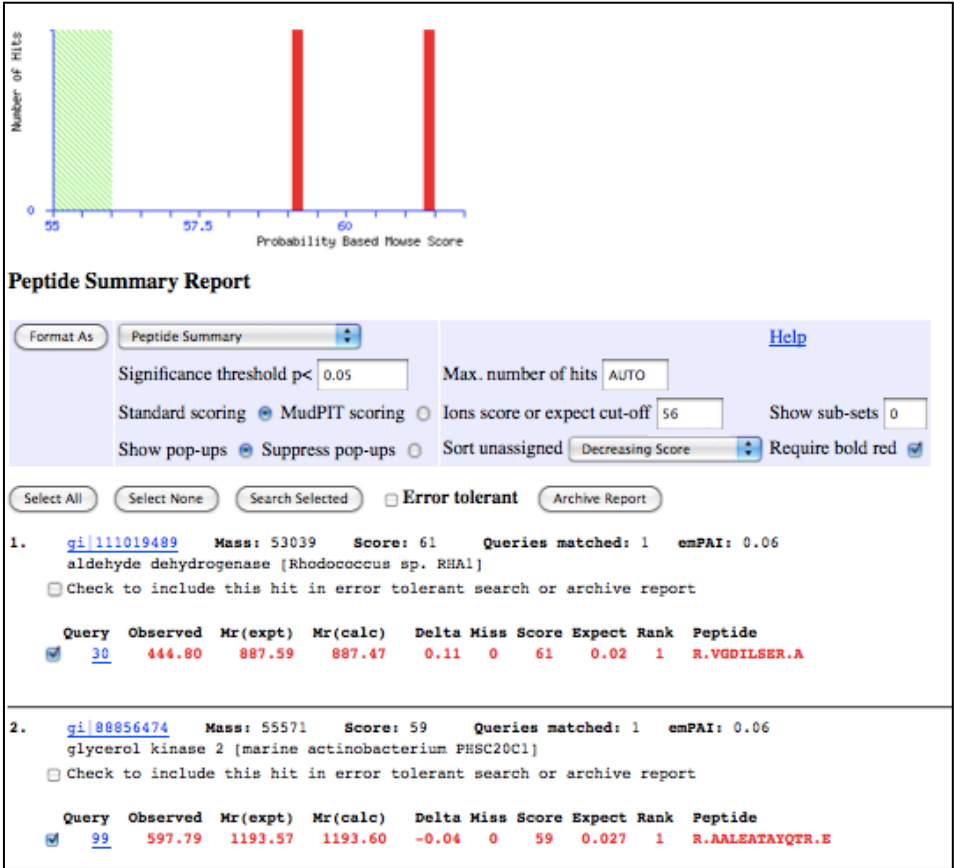 Number of Hits
0
55 57.5 60
Probability Based Mowse Score
Peptide Summary Report
Format As Peptide Summary Help
Significance threshold p< 0.05 Max. number of hits AUTO
Standard scoring MudPIT scoring Ions score or expect cut-off 56 Show sub-sets 0
Show pop-ups Suppress pop-ups Sort unassigned Decreasing Score Require bold red
Select All Select None Search Selected Error tolerant Archive Report
1. gi|111019489 Mass: 53039 Score: 61 Queries matched: 1 emPAI: 0.06
aldehyde dehydrogenase [Rhodococcus sp. RHA1]
Check to include this hit in error tolerant search or archive report
Query Observed Mr(expt) Mr(calc) Delta Miss Score Expect Rank Peptide
30 444.80 887.59 887.47 0.11 0 61 0.02 1 R.VGDILSER.A
2. gi|88856474 Mass: 55571 Score: 59 Queries matched: 1 emPAI: 0.06
glycerol kinase 2 [marine actinobacterium PHSC20C1]
Check to include this hit in error tolerant search or archive report
Query Observed Mr(expt) Mr(calc) Delta Miss Score Expect Rank Peptide
99 597.79 1193.57 1193.60 -0.04 0 59 0.027 1 R.AALEATAYQTR.E